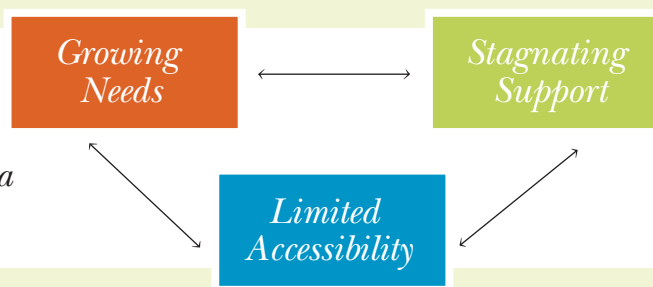 Growing
Needs
Stagnating
Support
a
Limited
Accessibility